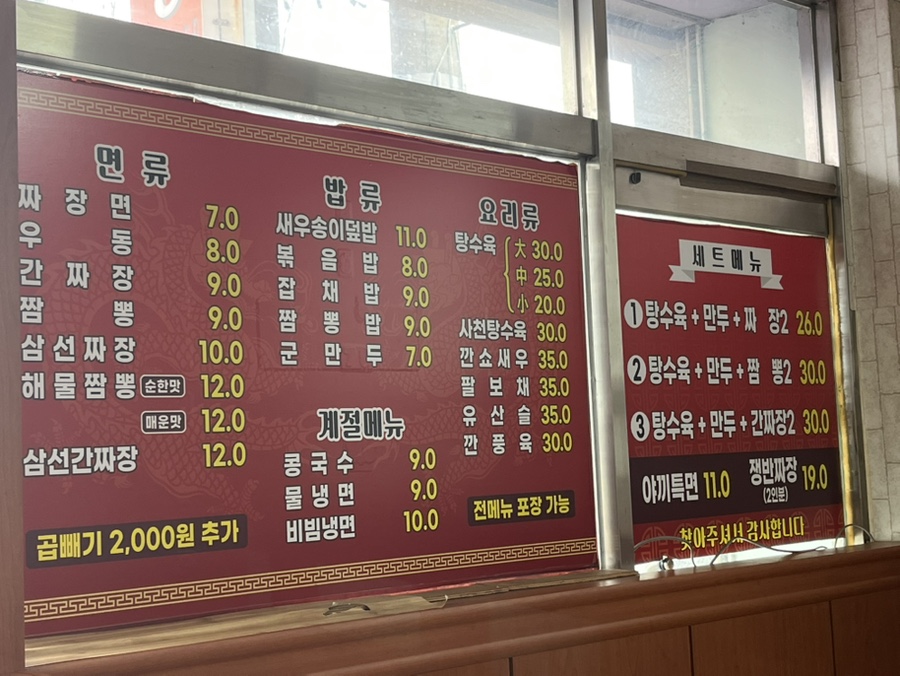 면류
짜장면 7.0
우동 8.0
간짜장 9.0
짬뽕 9.0
삼선짜장 10.0
해물짬뽕 순한맛 12.0
매운맛 12.0
삼선간짜장 12.0
곱빼기 2,000원 추가
밥류
새우송이덮밥 11.0
볶음밥 8.0
잡채밥 9.0
짬뽕밥 9.0
군만두 7.0
계절메뉴
콩국수 9.0
물냉면 9.0
비빔냉면 10.0
요리류
탕수육 大 30.0
中 25.0
小 20.0
사천탕수육 30.0
깐쇼새우 35.0
팔보채 35.0
유산슬 35.0
깐풍육 30.0
전메뉴 포장 가능
세트메뉴
1 탕수육+만두+짜장2 26.0
2 탕수육+만두+짬뽕2 30.0
3 탕수육+만두+간짜장2 30.0
야끼특면 11.0
쟁반짜장 (2인분) 19.0
찾아주셔서 감사합니다